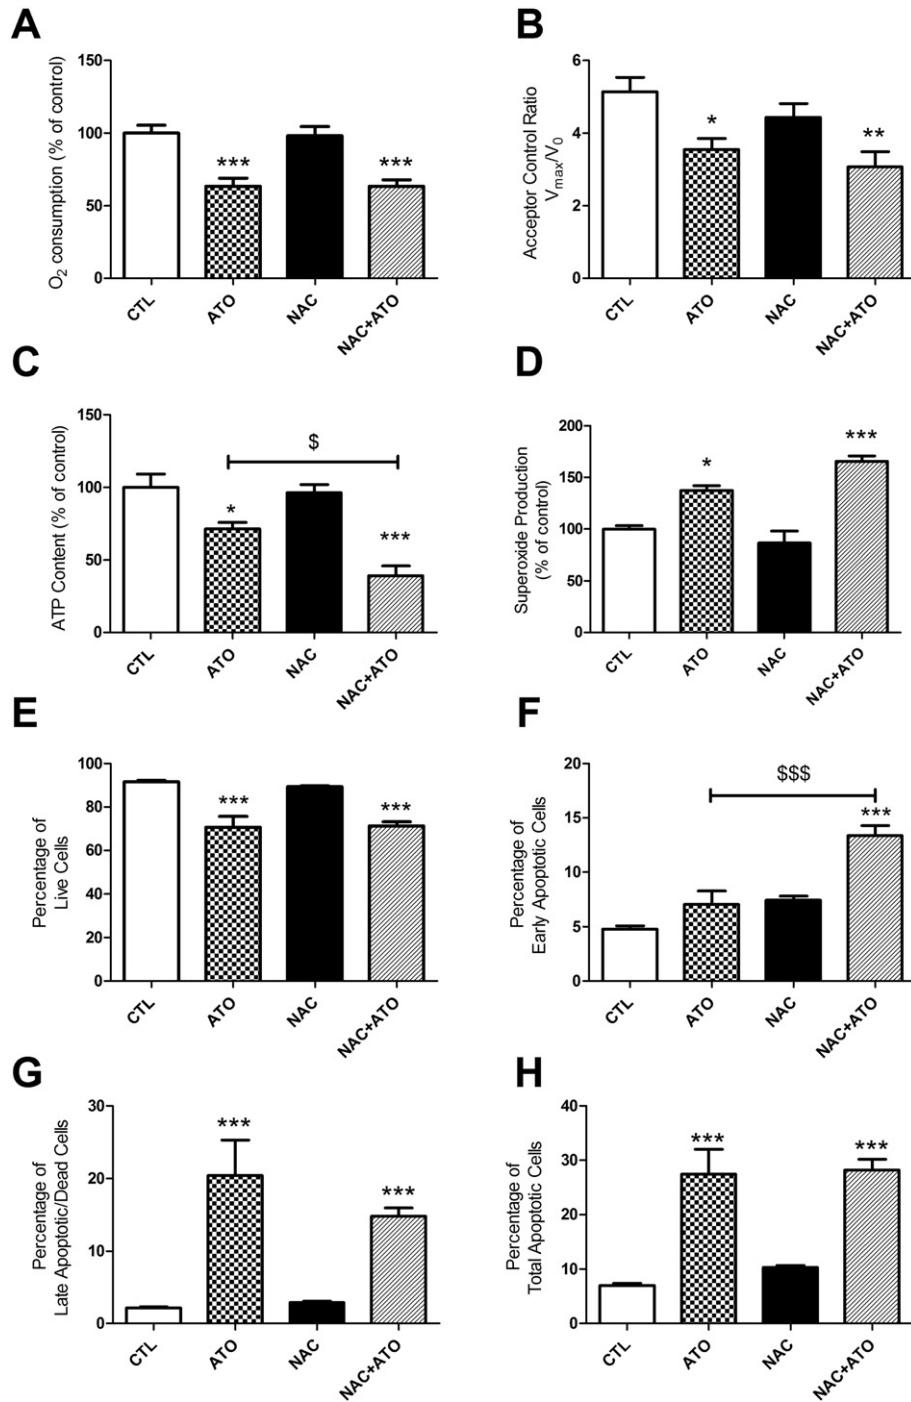 A
O2 consumption (% of control)
150
100
50
0
***
***
CTL
ATO
NAC
NAC+ATO
B
Acceptor Control Ratio
Vmax/V0
6
4
2
0
*
**
CTL
ATO
NAC
NAC+ATO
C
ATP Content (% of control)
150
100
50
0
$
*
***
CTL
ATO
NAC
NAC+ATO
D
Superoxide Production
(% of control)
200
150
100
50
0
*
***
CTL
ATO
NAC
NAC+ATO
E
Percentage of
Live Cells
100
80
60
40
20
0
***
***
CTL
ATO
NAC
NAC+ATO
F
Percentage of
Early Apoptotic Cells
20
15
10
5
0
$$$
***
CTL
ATO
NAC
NAC+ATO
G
Percentage of
Late Apoptotic/Dead Cells
30
20
10
0
***
***
CTL
ATO
NAC
NAC+ATO
H
Percentage of
Total Apoptotic Cells
40
30
20
10
0
***
***
CTL
ATO
NAC
NAC+ATO